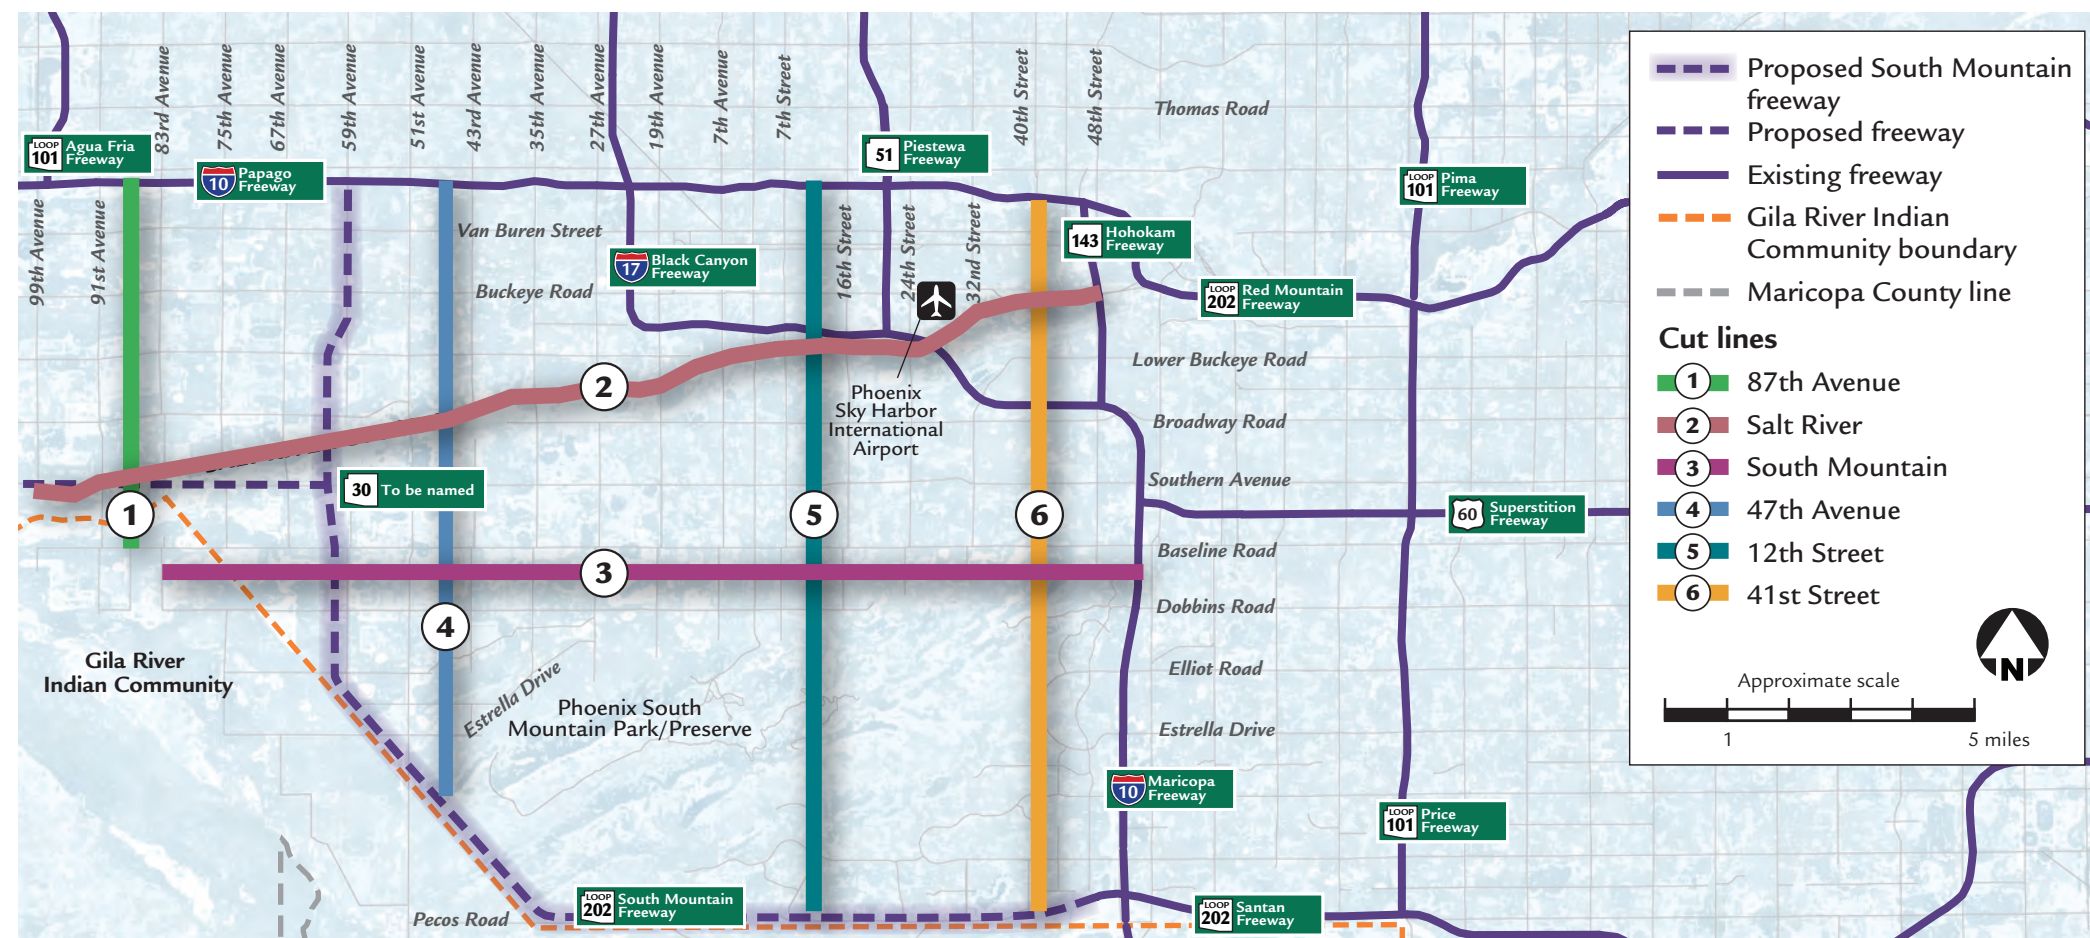 83rd Avenue
75th Avenue
67th Avenue
59th Avenue
51st Avenue
43rd Avenue
35th Avenue
27th Avenue
19th Avenue
7th Avenue
7th Street
40th Street
48th Street
Thomas Road
LOOP
101
Agua Fria
Freeway
10
Papago
Freeway
51
Piestewa
Freeway
LOOP
101
Pima
Freeway
99th Avenue
91st Avenue
Van Buren Street
Buckeye Road
17
Black Canyon
Freeway
16th Street
24th Street
32nd Street
143
Hohokam
Freeway
LOOP
202
Red Mountain
Freeway
Lower Buckeye Road
Phoenix
Sky Harbor
International
Airport
2
Broadway Road
30
To be named
Southern Avenue
1
5
6
60
Superstition
Freeway
Baseline Road
3
Dobbins Road
4
Gila River
Indian Community
Estrella Drive
Phoenix South
Mountain Park/Preserve
Elliot Road
Estrella Drive
10
Maricopa
Freeway
LOOP
101
Price
Freeway
Pecos Road
LOOP
202
South Mountain
Freeway
LOOP
202
Santan
Freeway
Proposed South Mountain
freeway
Proposed freeway
Existing freeway
Gila River Indian
Community boundary
Maricopa County line
Cut lines
1 87th Avenue
2 Salt River
3 South Mountain
4 47th Avenue
5 12th Street
6 41st Street
N
Approximate scale
1 5 miles